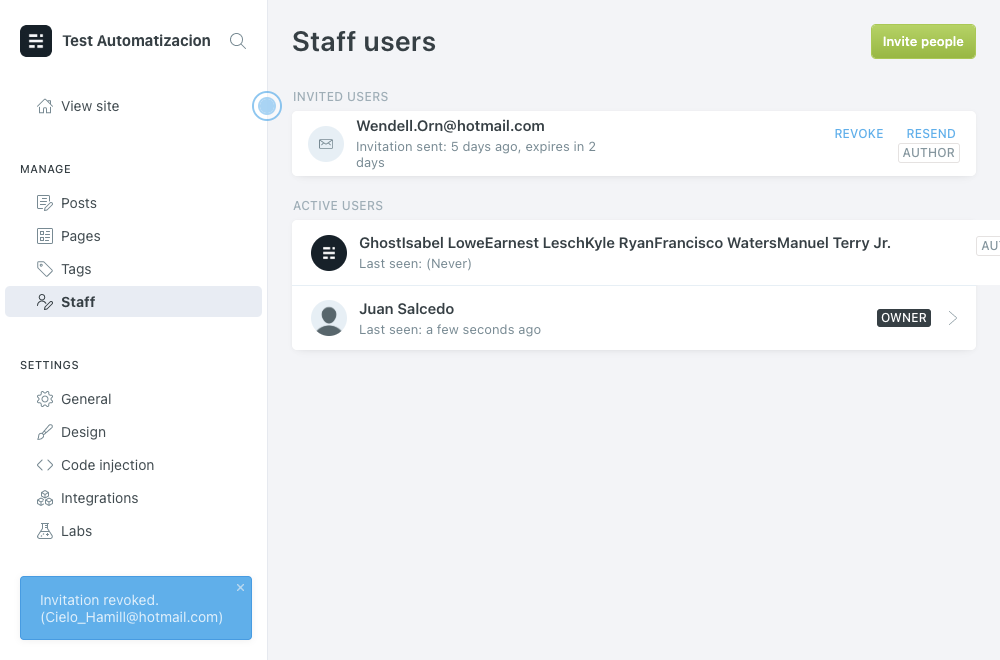 Test Automatizacion
View site
MANAGE
Posts
Pages
Tags
Staff
SETTINGS
General
Design
Code injection
Integrations
Labs
Invitation revoked.
(Cielo_Hamill@hotmail.com)
Staff users
Invite people
INVITED USERS
Wendell.Orn@hotmail.com
Invitation sent: 5 days ago, expires in 2
days
REVOKE RESEND
AUTHOR
ACTIVE USERS
GhostIsabel LoweEarnest LeschKyle RyanFrancisco WatersManuel Terry Jr.
Last seen: (Never)
AU
Juan Salcedo
Last seen: a few seconds ago
OWNER